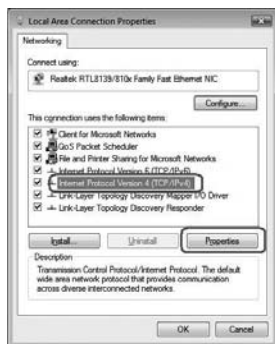 Local Area Connection Properties
Networking
Connect using:
Realtek RTL8139/810x Family Fast Ethernet NIC
Configure...
This connection uses the following items:
Client for Microsoft Networks
QoS Packet Scheduler
File and Printer Sharing for Microsoft Networks
Internet Protocol Version 6 (TCP/IPv6)
Internet Protocol Version 4 (TCP/IPv4)
Link-Layer Topology Discovery Mapper I/O Driver
Link-Layer Topology Discovery Responder
Install...
Uninstall
Properties
Description
Transmission Control Protocol/Internet Protocol. The default
wide area network protocol that provides communication
across diverse interconnected networks.
OK
Cancel